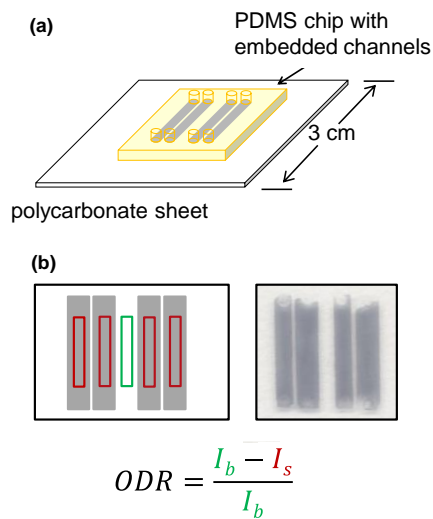 (a)
PDMS chip with
embedded channels
3 cm
polycarbonate sheet
(b)
ODR = (I_b − I_s) / I_b